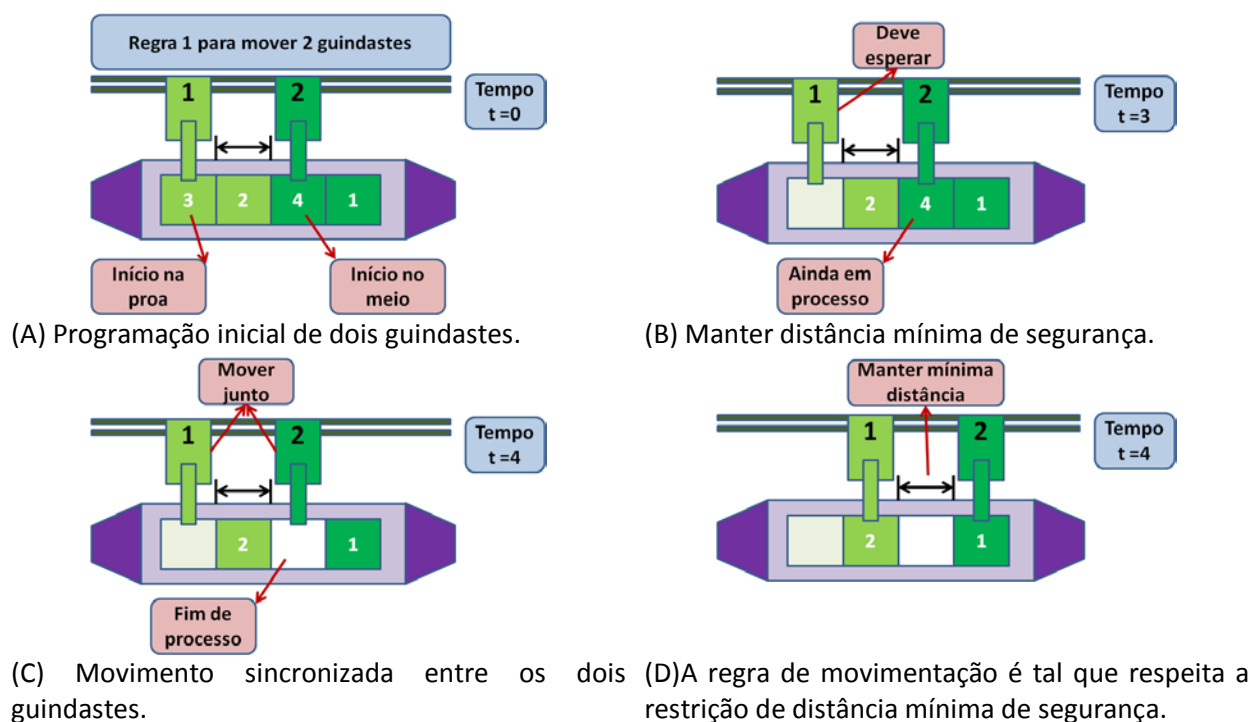 Regra 1 para mover 2 guindastes
1
2
Tempo
t =0
3
2
4
1
Início na
proa
Início no
meio
(A) Programação inicial de dois guindastes.
Deve
esperar
1
2
Tempo
t =3
2
4
1
Ainda em
processo
(B) Manter distância mínima de segurança.
Mover
junto
1
2
Tempo
t =4
2
1
Fim de
processo
(C) Movimento sincronizada entre os dois
guindastes.
Manter mínima
distância
1
2
Tempo
t =4
2
1
(D)A regra de movimentação é tal que respeita a
restrição de distância mínima de segurança.